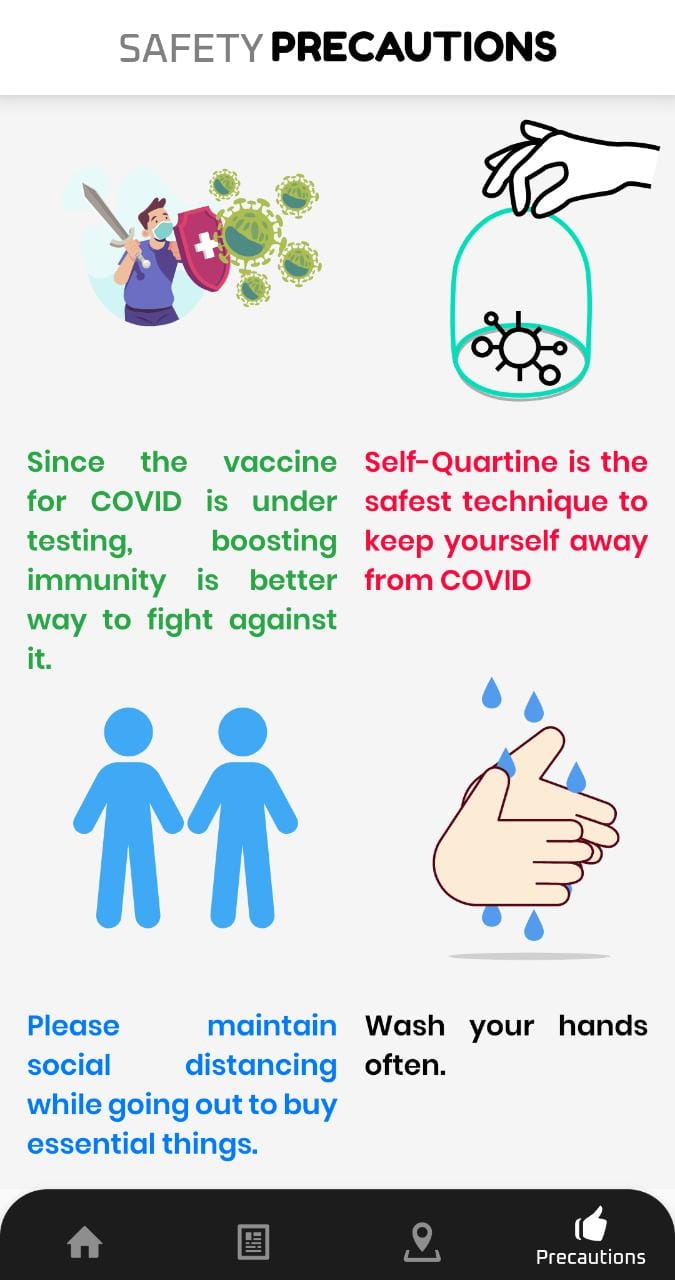 SAFETY PRECAUTIONS
Since the vaccine
for COVID is under
testing, boosting
immunity is better
way to fight against
it.
Self-Quartine is the
safest technique to
keep yourself away
from COVID
Please maintain
social distancing
while going out to buy
essential things.
Wash your hands
often.
Precautions